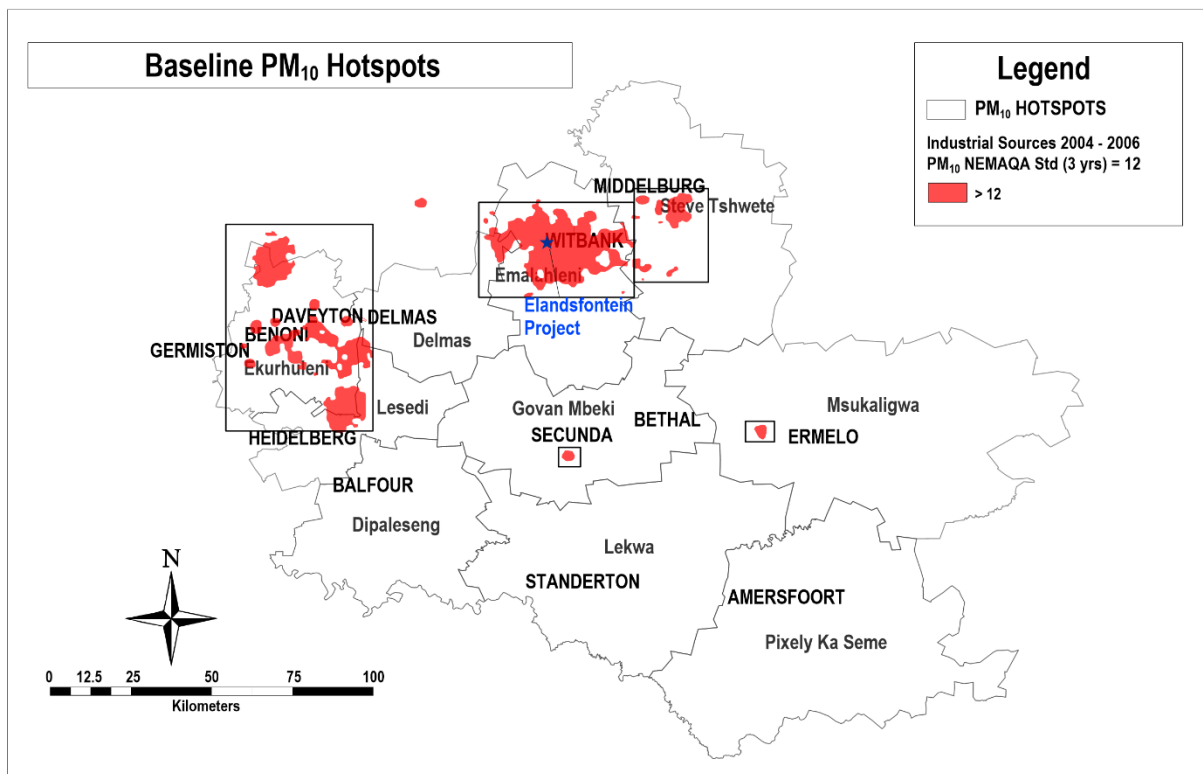 Baseline PM₁₀ Hotspots
Legend
PM₁₀ HOTSPOTS
Industrial Sources 2004 - 2006
PM₁₀ NEMAQA Std (3 yrs) = 12
> 12
MIDDELBURG
Steve Tshwete
WITBANK
Emalahleni
Elandsfontein
Project
DAVEYTON
DELMAS
BENONI
Delmas
GERMISTON
Ekurhuleni
Lesedi
HEIDELBERG
Govan Mbeki
BETHAL
Msukaligwa
SECUNDA
ERMELO
BALFOUR
Dipaleseng
Lekwa
STANDERTON
AMERSFOORT
Pixely Ka Seme
N
0 12.5 25 50 75 100
Kilometers